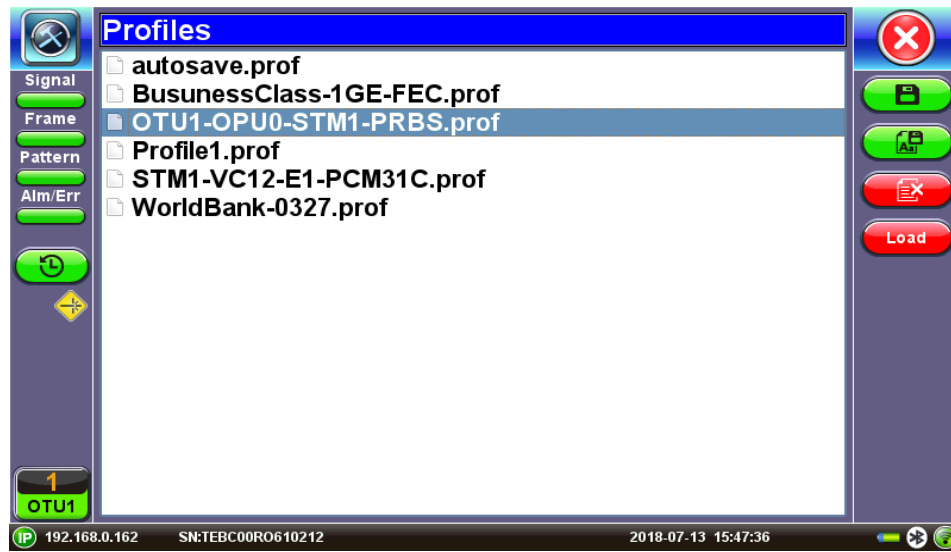 Profiles
autosave.prof
BusunessClass-1GE-FEC.prof
OTU1-OPU0-STM1-PRBS.prof
Profile1.prof
STM1-VC12-E1-PCM31C.prof
WorldBank-0327.prof
Signal
Frame
Pattern
Alm/Err
1
OTU1
Aa
Load
IP 192.168.0.162 SN:TEBC00RO610212 2018-07-13 15:47:36